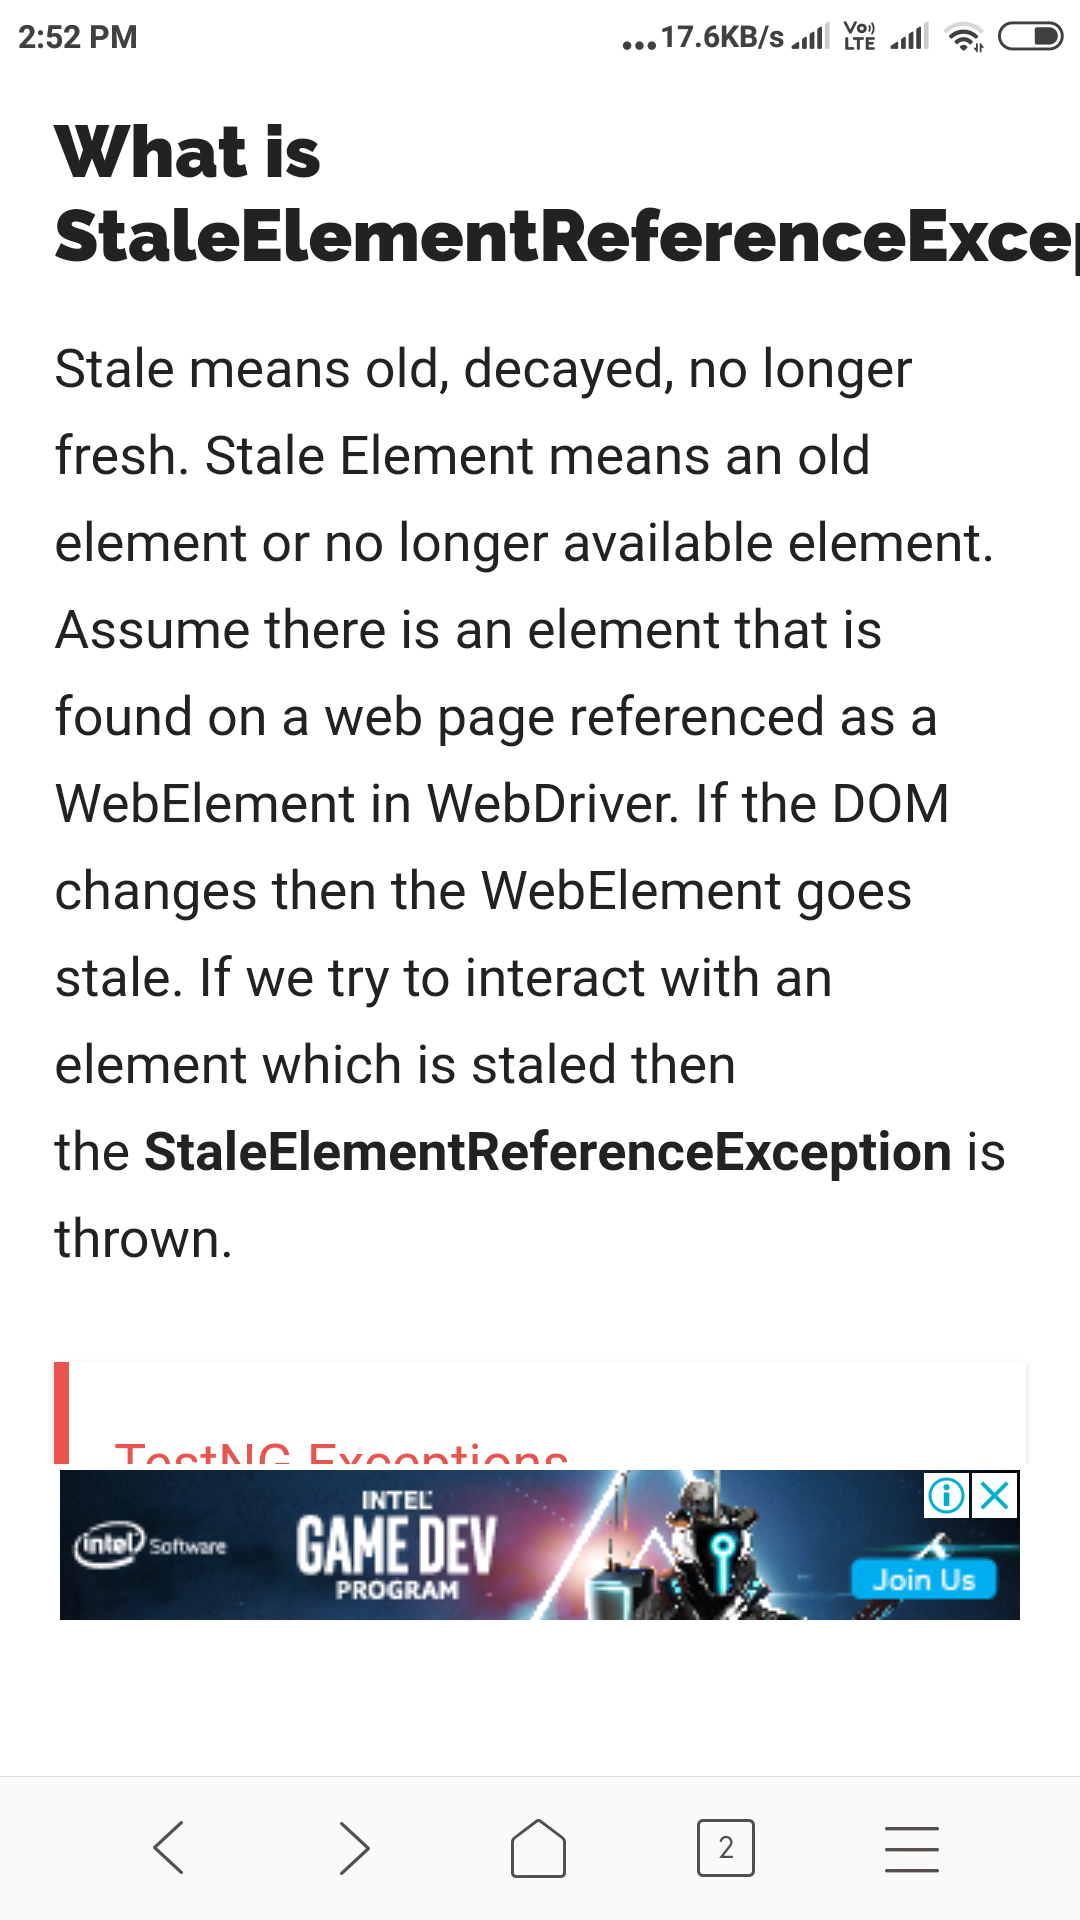 2:52 PM
...17.6KB/s
Vo))
LTE
What is
StaleElementReferenceExcep
Stale means old, decayed, no longer
fresh. Stale Element means an old
element or no longer available element.
Assume there is an element that is
found on a web page referenced as a
WebElement in WebDriver. If the DOM
changes then the WebElement goes
stale. If we try to interact with an
element which is staled then
the StaleElementReferenceException is
thrown.
TestNG Exceptions
intel Software
INTEL
GAME DEV
PROGRAM
Join Us
2